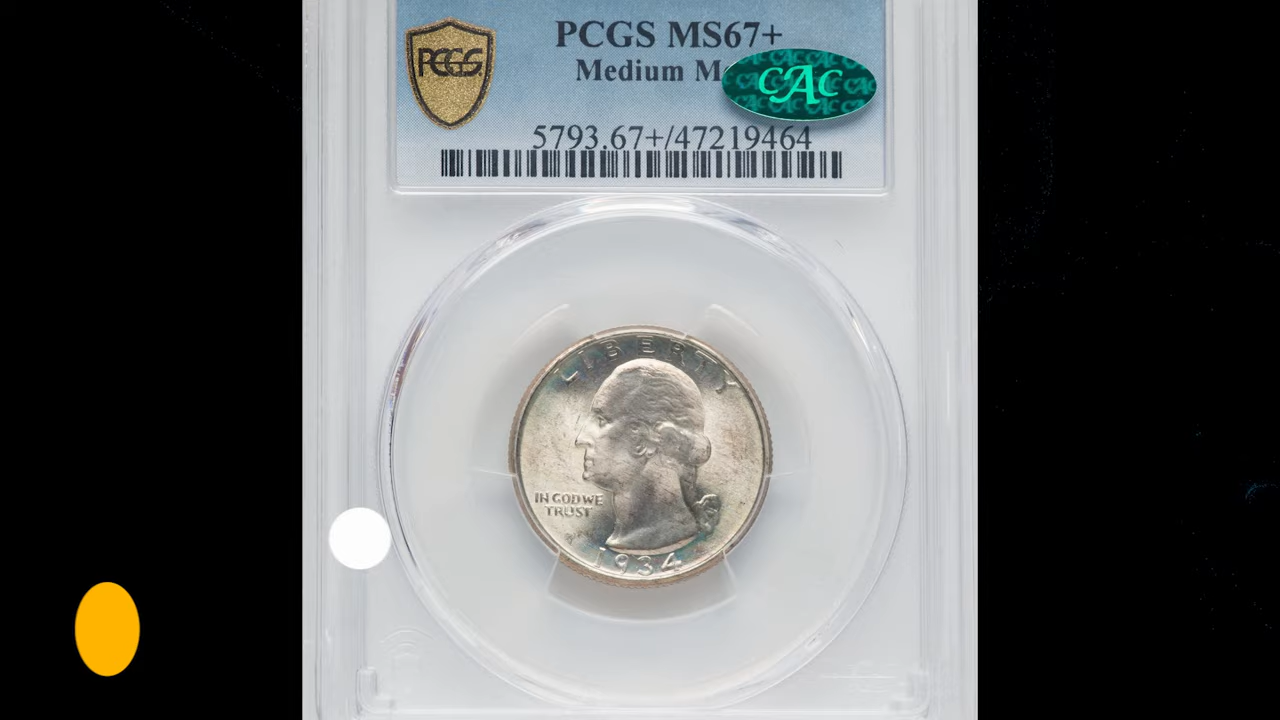 PCGS
PCGS MS67+
Medium M
CAC
5793.67+/47219464
LIBERTY
IN GOD WE
TRUST
1934